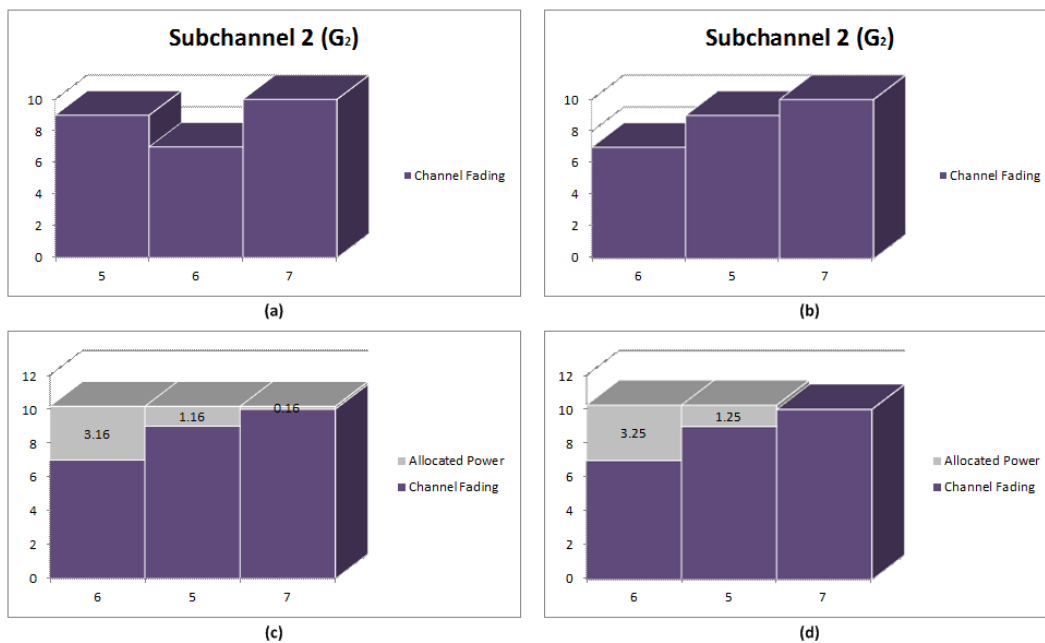 Subchannel 2 (G₂)
10
8
6
4
2
0
5 6 7
Channel Fading
(a)
Subchannel 2 (G₂)
10
8
6
4
2
0
6 5 7
Channel Fading
(b)
12
10
8
6
4
2
0
3.16 1.16 0.16
6 5 7
Allocated Power
Channel Fading
(c)
12
10
8
6
4
2
0
3.25 1.25
6 5 7
Allocated Power
Channel Fading
(d)